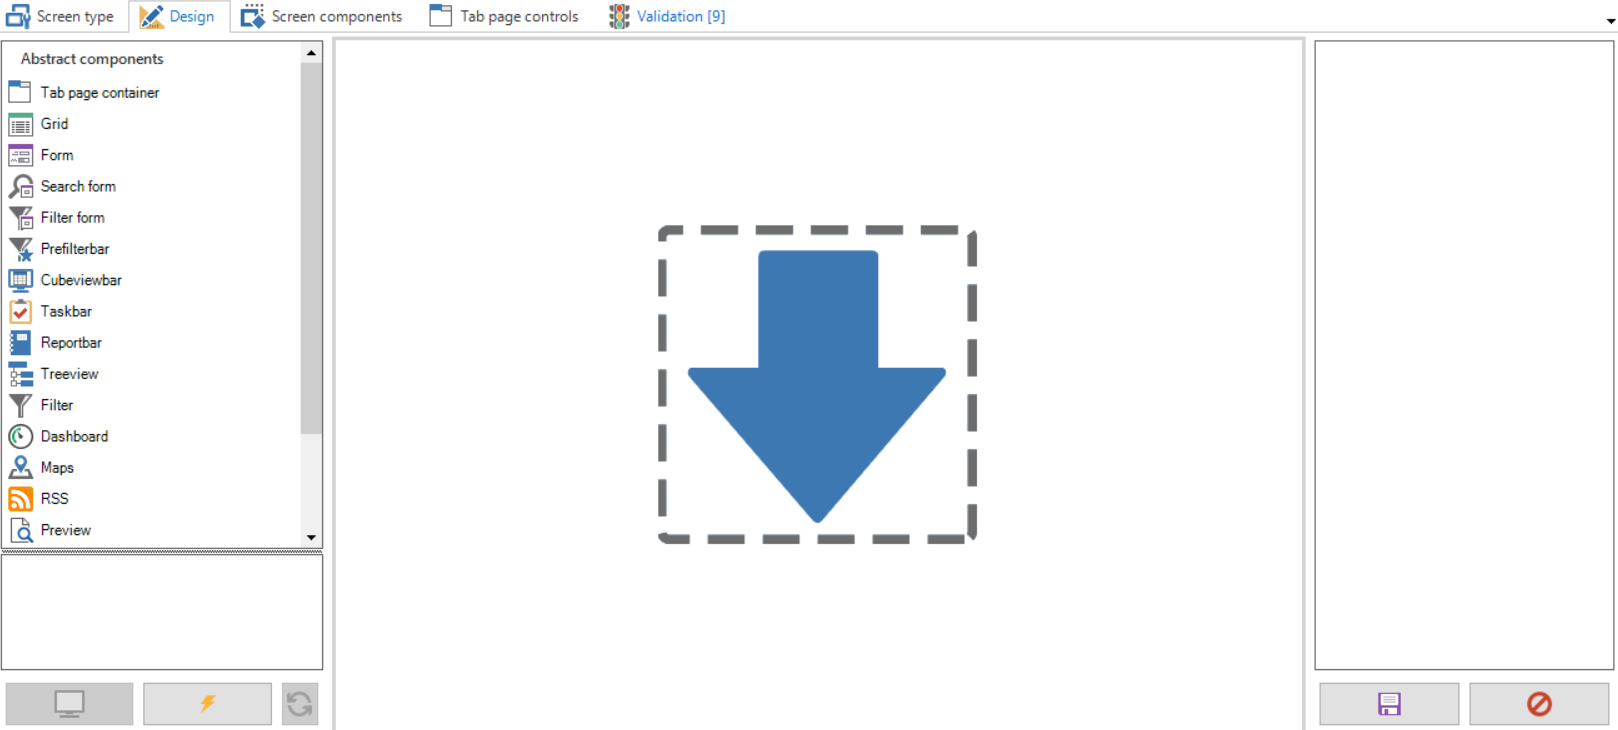 Screen type
Design
Screen components
Tab page controls
Validation [9]
Abstract components
Tab page container
Grid
Form
Search form
Filter form
Prefilterbar
Cubeviewbar
Taskbar
Reportbar
Treeview
Filter
Dashboard
Maps
RSS
Preview